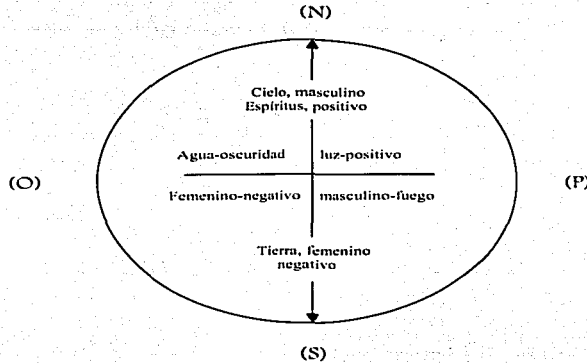 (N)
Cielo, masculino
Espíritus, positivo
Agua-oscuridad luz-positivo
(O) (P)
Femenino-negativo masculino-fuego
Tierra, femenino
negativo
(S)